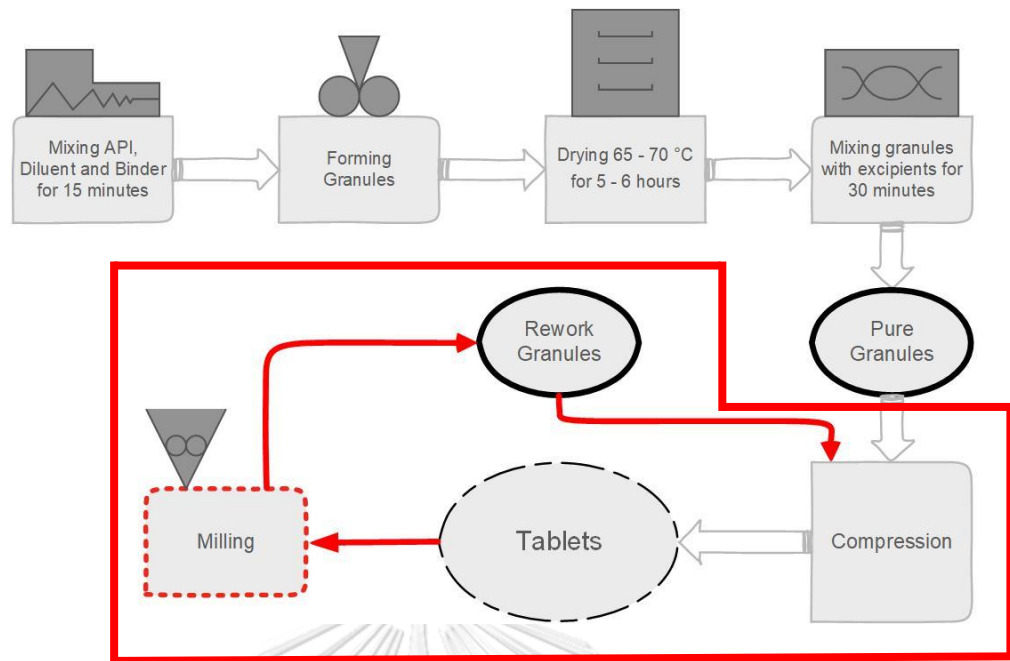 Mixing API,
Diluent and Binder
for 15 minutes
Forming
Granules
Drying 65 - 70 °C
for 5 - 6 hours
Mixing granules
with excipients for
30 minutes
Rework
Granules
Pure
Granules
Milling
Tablets
Compression